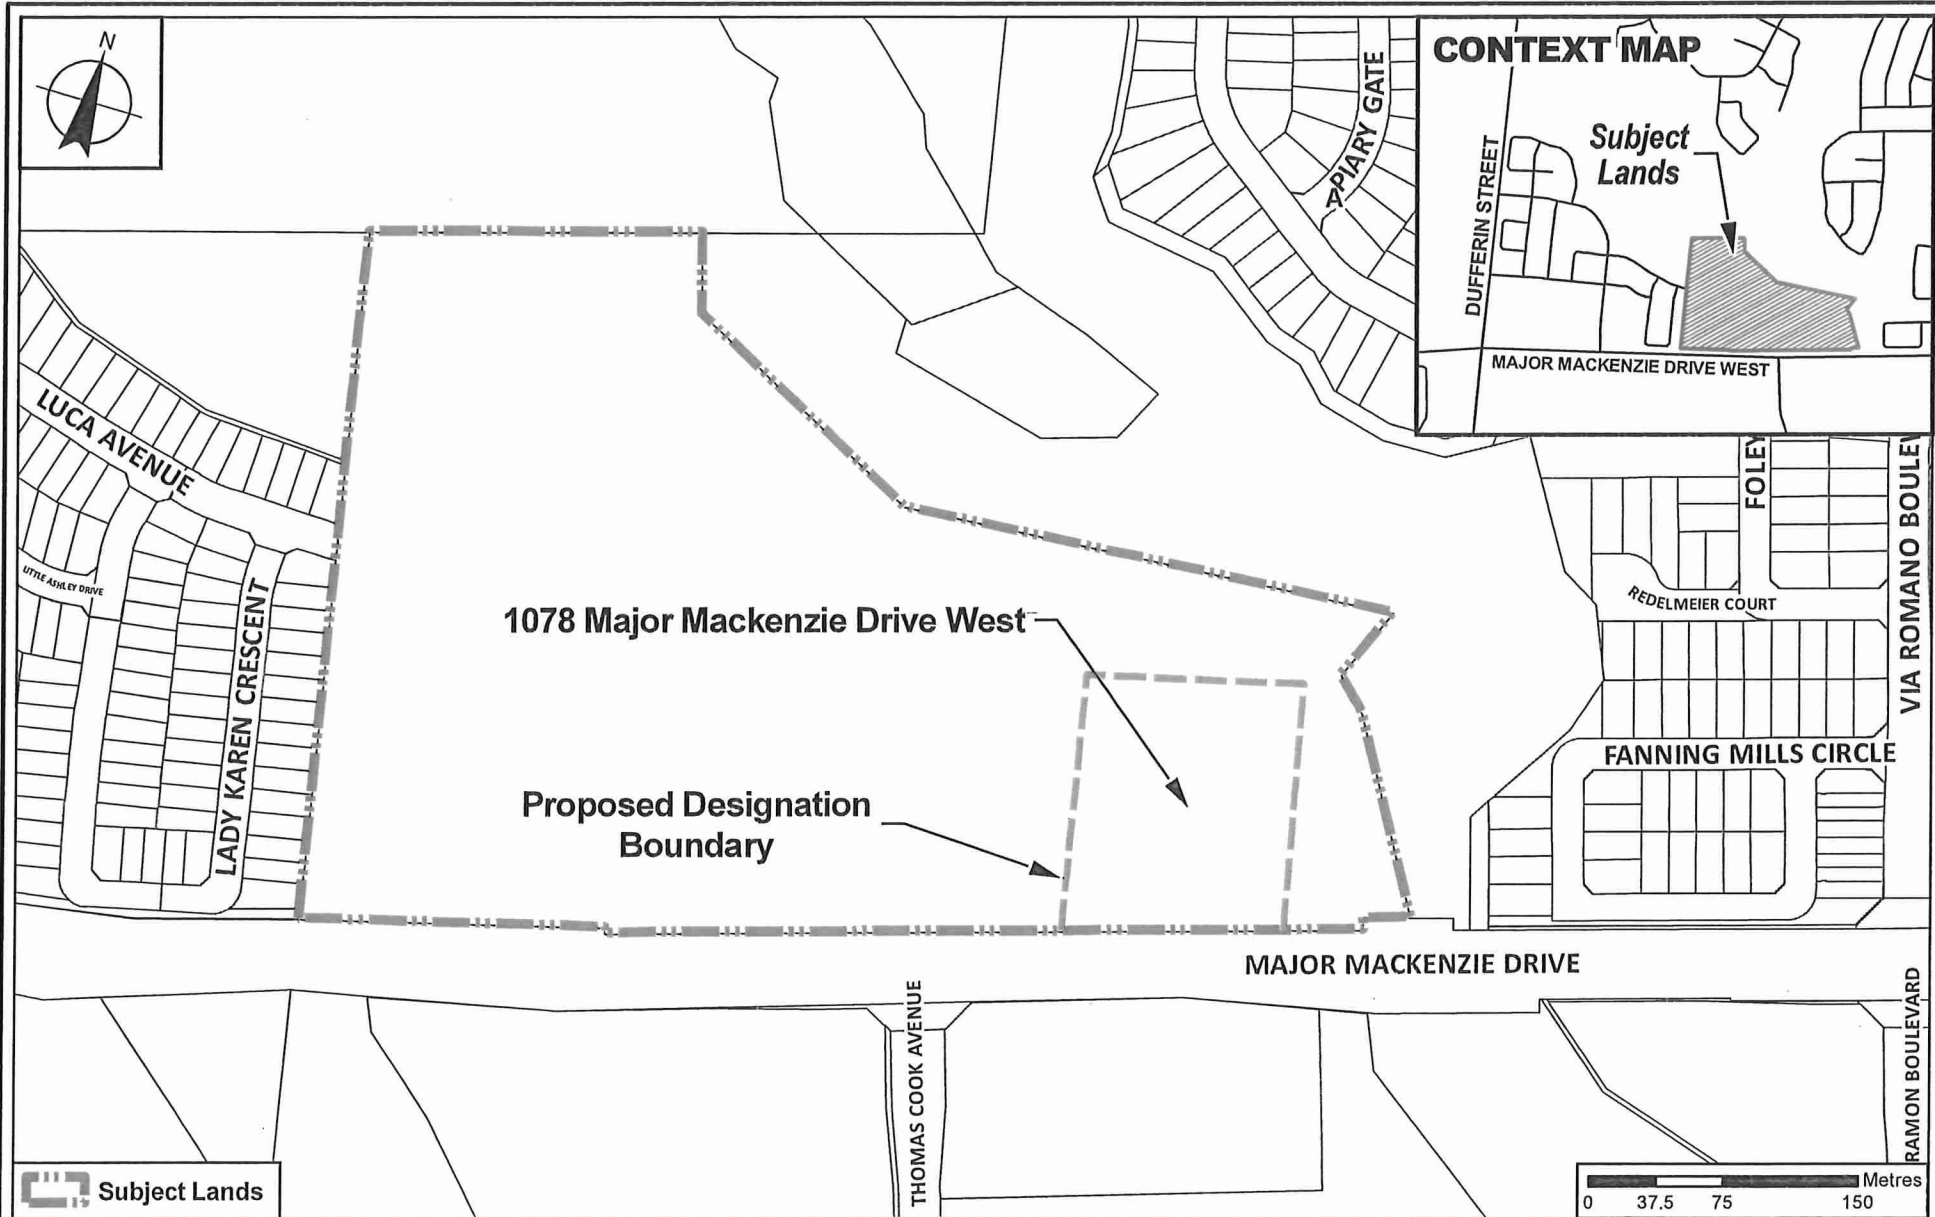 N
CONTEXT MAP
Subject
Lands
DUFFERIN STREET
MAJOR MACKENZIE DRIVE WEST
APIARY GATE
LUCA AVENUE
LITTLE ASHLEY DRIVE
LADY KAREN CRESCENT
1078 Major Mackenzie Drive West
Proposed Designation
Boundary
FOLEY
VIA ROMANO BOULEV
REDELMEIER COURT
FANNING MILLS CIRCLE
MAJOR MACKENZIE DRIVE
THOMAS COOK AVENUE
RAMON BOULEVARD
Subject Lands
Metres
0 37.5 75 150